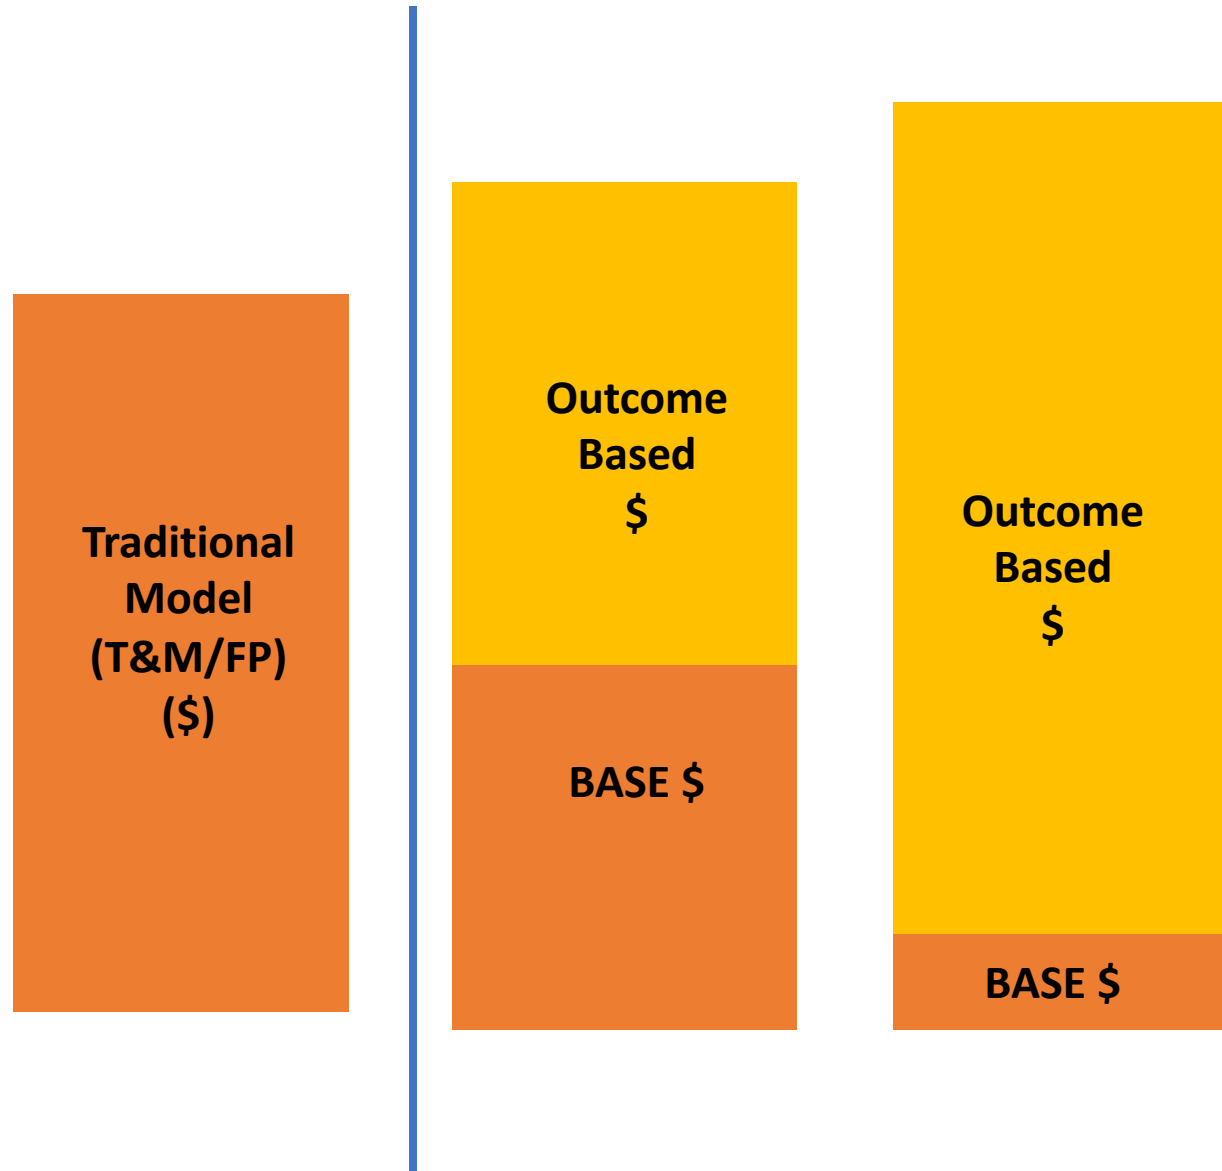 Traditional
Model
(T&M/FP)
($)
Outcome
Based
$
BASE $
Outcome
Based
$
BASE $